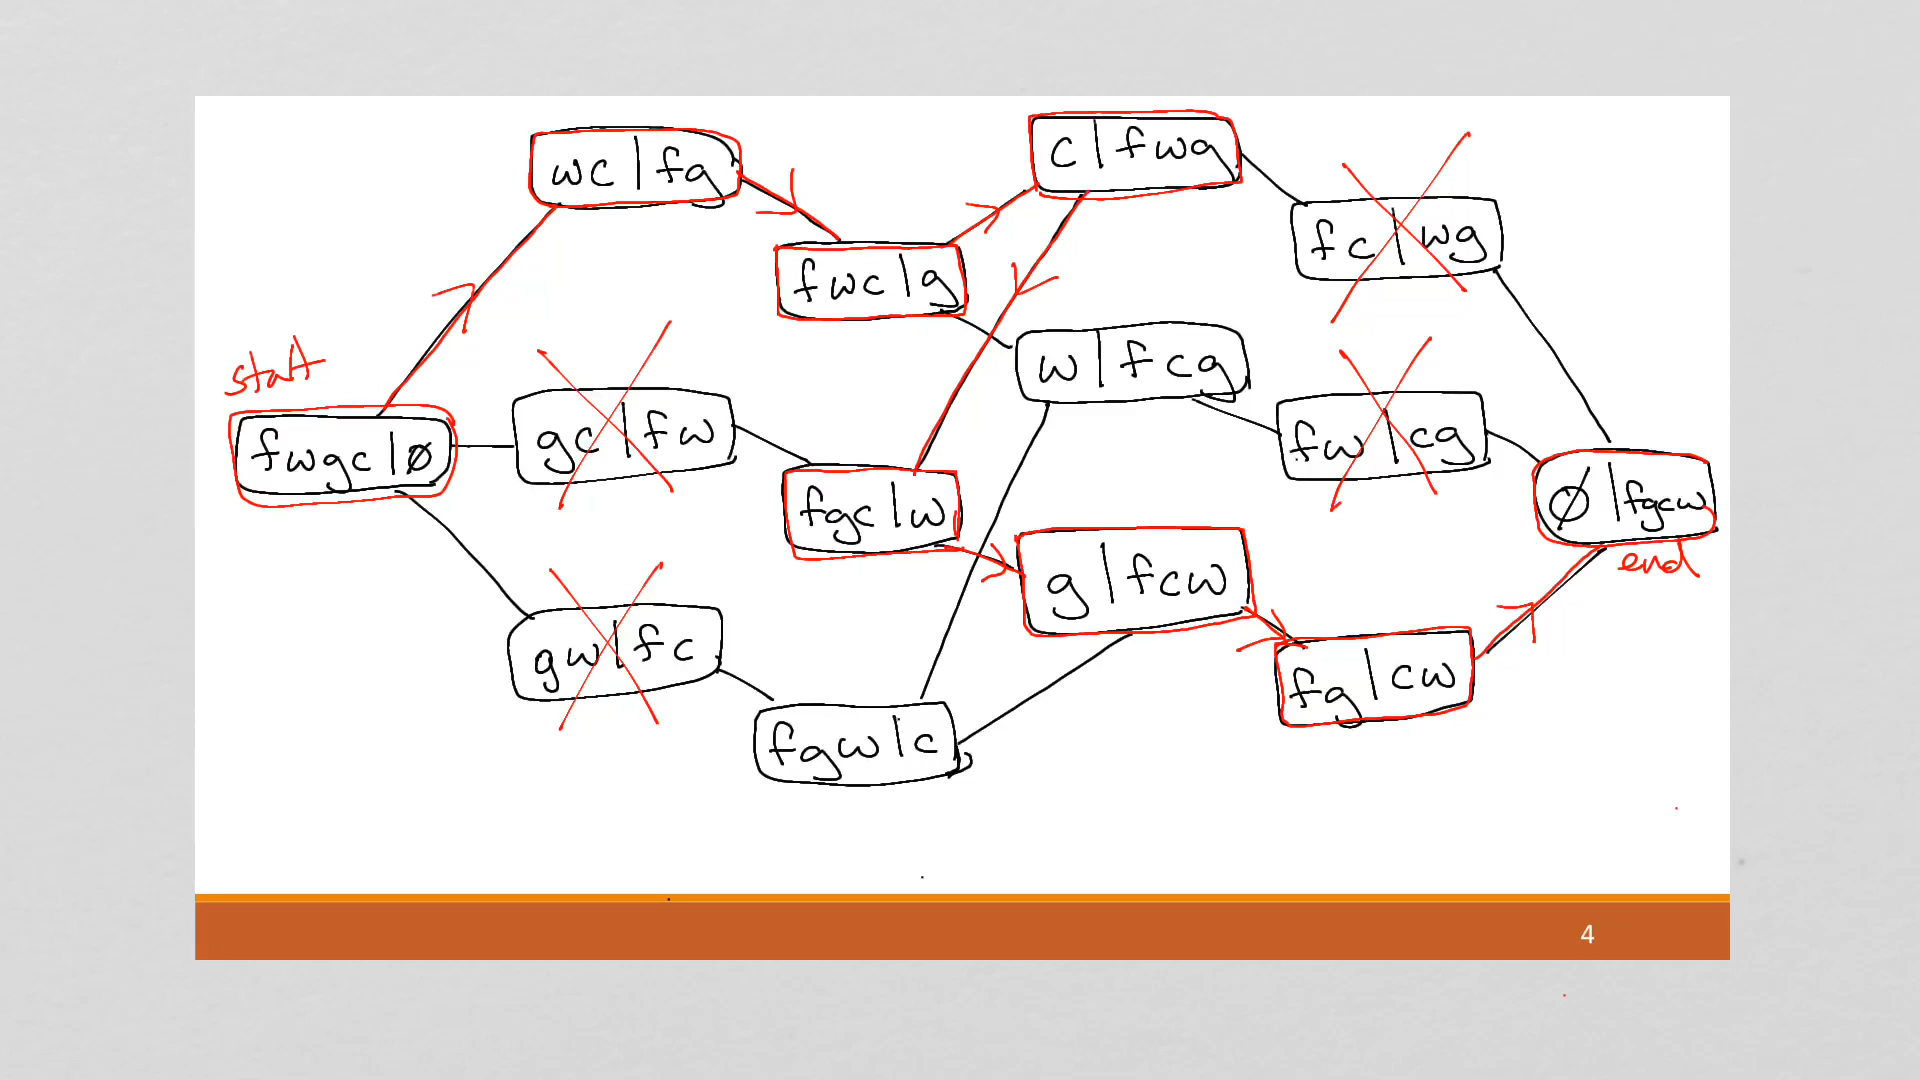 wc|fg
c|fwg
fc|wg
fwc|g
start
w|fcg
fwgc|∅
gc|fw
fw|cg
fgc|w
∅|fgcw
end
g|fcw
gw|fc
fg|cw
fgw|c
4